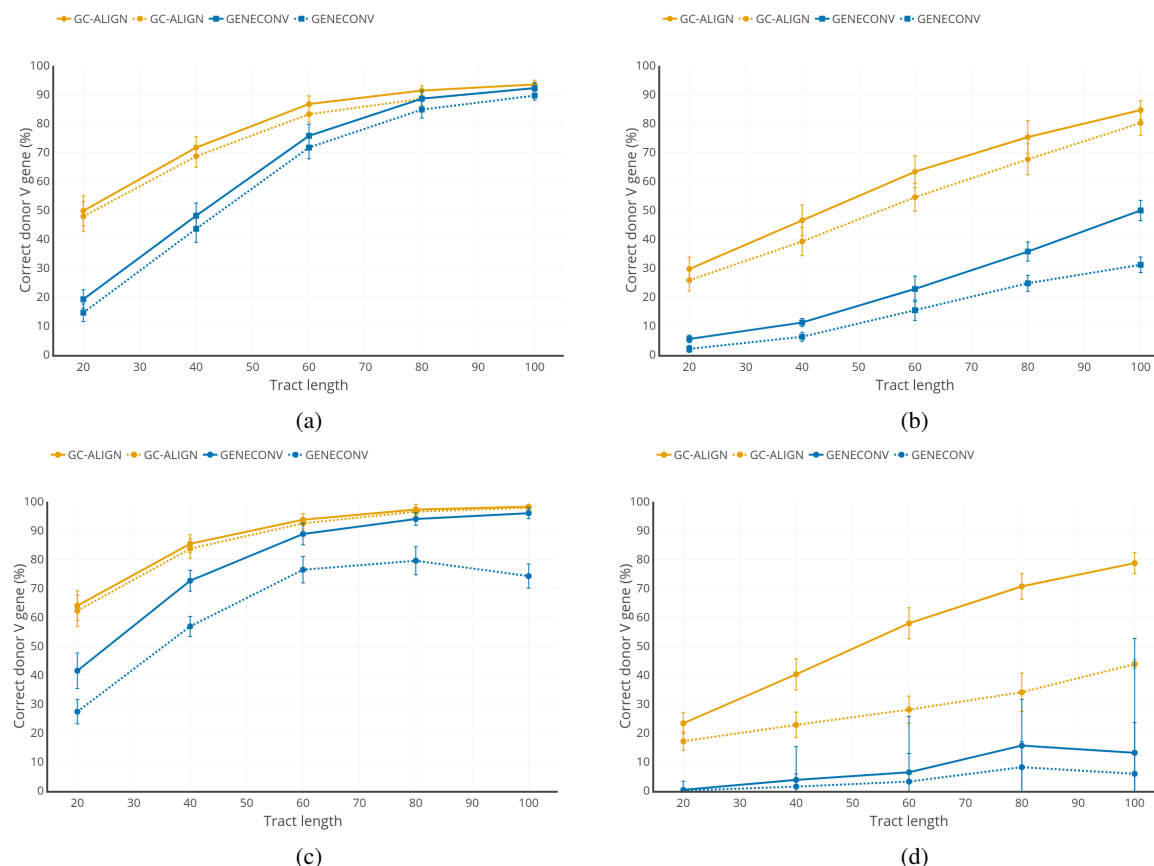 GC-ALIGN GC-ALIGN GENECONV GENECONV
Correct donor V gene (%)
100
90
80
70
60
50
40
30
20
10
0
20 30 40 50 60 70 80 90 100
Tract length
(a)
GC-ALIGN GC-ALIGN GENECONV GENECONV
Correct donor V gene (%)
100
90
80
70
60
50
40
30
20
10
0
20 30 40 50 60 70 80 90 100
Tract length
(b)
GC-ALIGN GC-ALIGN GENECONV GENECONV
Correct donor V gene (%)
100
90
80
70
60
50
40
30
20
10
0
20 30 40 50 60 70 80 90 100
Tract length
(c)
GC-ALIGN GC-ALIGN GENECONV GENECONV
Correct donor V gene (%)
100
90
80
70
60
50
40
30
20
10
0
20 30 40 50 60 70 80 90 100
Tract length
(d)